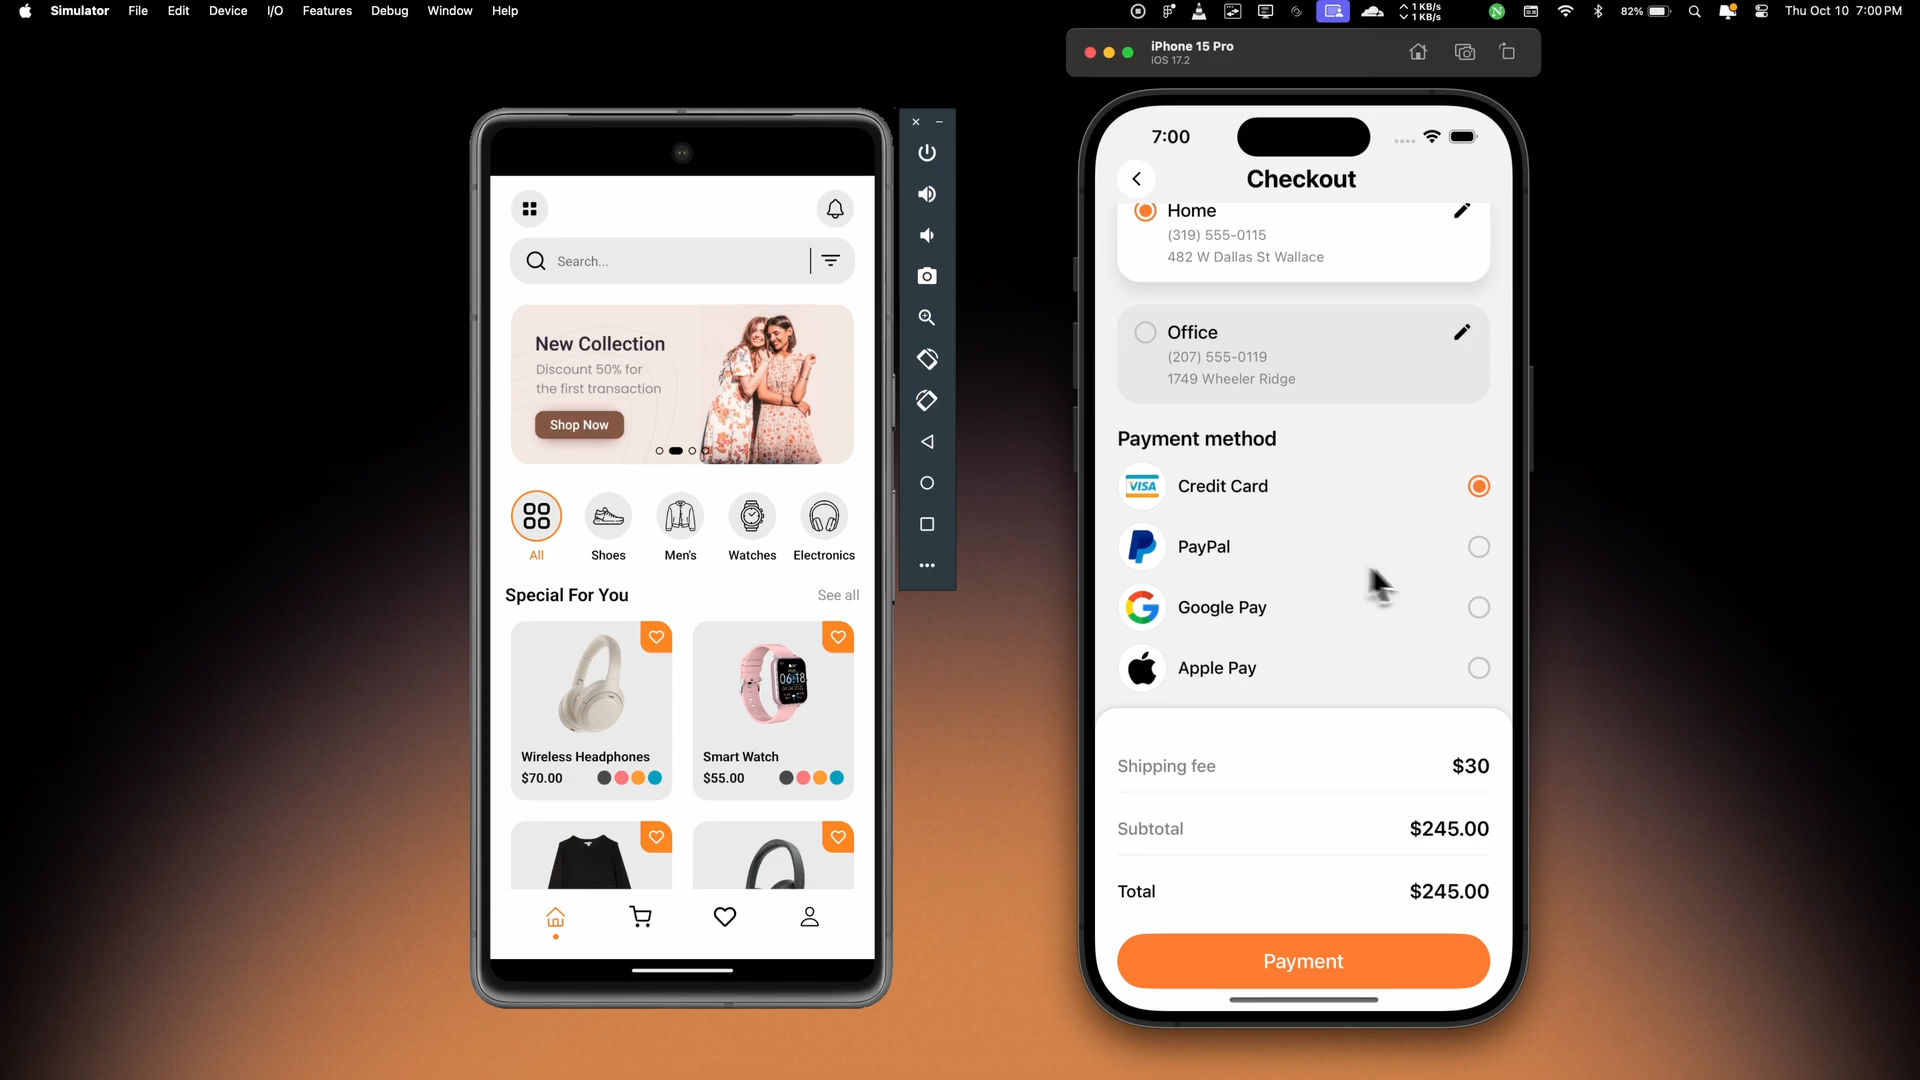 Simulator File Edit Device I/O Features Debug Window Help
1 KB/s
1 KB/s
82%
Thu Oct 10 7:00 PM
Search...
New Collection
Discount 50% for
the first transaction
Shop Now
All Shoes Men's Watches Electronics
Special For You See all
06:18
Wireless Headphones
$70.00
Smart Watch
$55.00
iPhone 15 Pro
iOS 17.2
7:00
Checkout
Home
(319) 555-0115
482 W Dallas St Wallace
Office
(207) 555-0119
1749 Wheeler Ridge
Payment method
VISA Credit Card
PayPal
Google Pay
Apple Pay
Shipping fee $30
Subtotal $245.00
Total $245.00
Payment